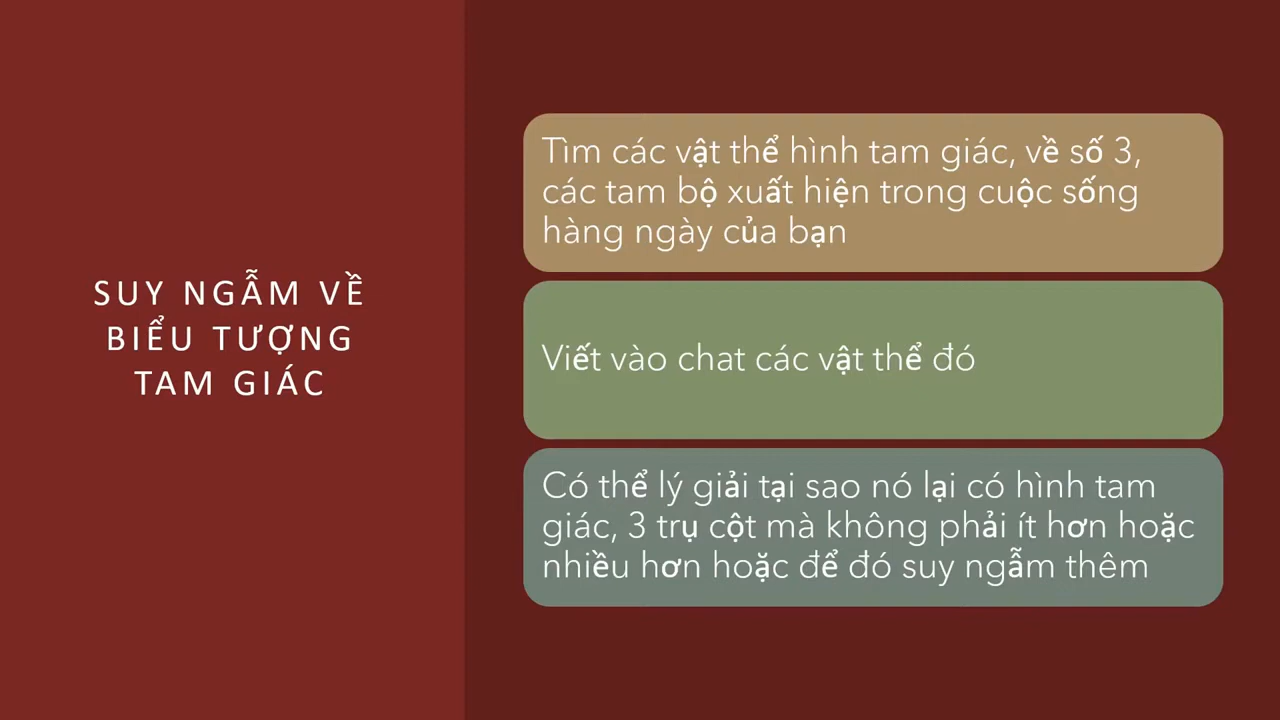 SUY NGẪM VỀ
BIỂU TƯỢNG
TAM GIÁC
Tìm các vật thể hình tam giác, về số 3,
các tam bộ xuất hiện trong cuộc sống
hàng ngày của bạn
Viết vào chat các vật thể đó
Có thể lý giải tại sao nó lại có hình tam
giác, 3 trụ cột mà không phải ít hơn hoặc
nhiều hơn hoặc để đó suy ngẫm thêm